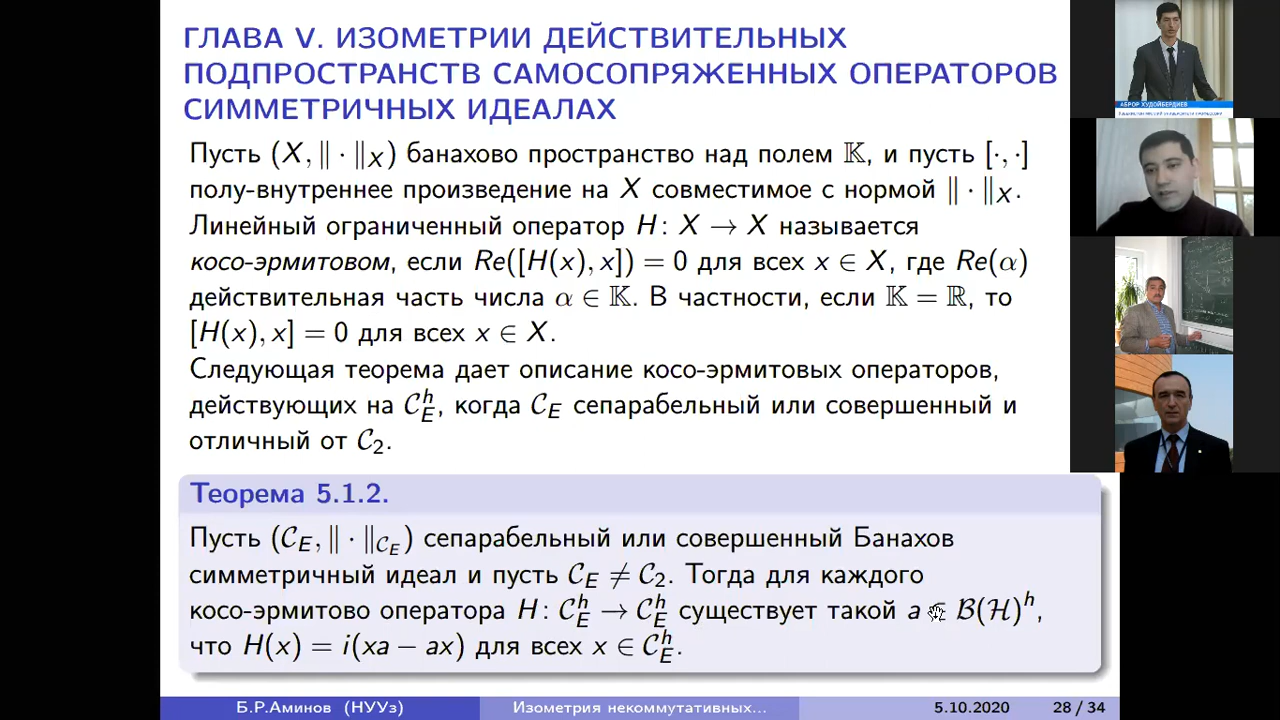 ГЛАВА V. ИЗОМЕТРИИ ДЕЙСТВИТЕЛЬНЫХ
ПОДПРОСТРАНСТВ САМОСОПРЯЖЕННЫХ ОПЕРАТОРОВ
СИММЕТРИЧНЫХ ИДЕАЛАХ
Пусть (X, ‖ · ‖_X) банахово пространство над полем 𝕂, и пусть [·, ·]
полу-внутреннее произведение на X совместимое с нормой ‖ · ‖_X.
Линейный ограниченный оператор H: X → X называется
косо-эрмитовом, если Re([H(x), x]) = 0 для всех x ∈ X, где Re(α)
действительная часть числа α ∈ 𝕂. В частности, если 𝕂 = ℝ, то
[H(x), x] = 0 для всех x ∈ X.
Следующая теорема дает описание косо-эрмитовых операторов,
действующих на 𝒞_E^h, когда 𝒞_E сепарабельный или совершенный и
отличный от 𝒞_2.
Теорема 5.1.2.
Пусть (𝒞_E, ‖ · ‖_{𝒞_E}) сепарабельный или совершенный Банахов
симметричный идеал и пусть 𝒞_E ≠ 𝒞_2. Тогда для каждого
косо-эрмитово оператора H: 𝒞_E^h → 𝒞_E^h существует такой a ∈ ℬ(ℋ)^h,
что H(x) = i(xa − ax) для всех x ∈ 𝒞_E^h.
Б.Р.Аминов (НУУз) Изометрия некоммутативных... 5.10.2020 28 / 34
АБРОР ХУДОЙБЕРДИЕВ